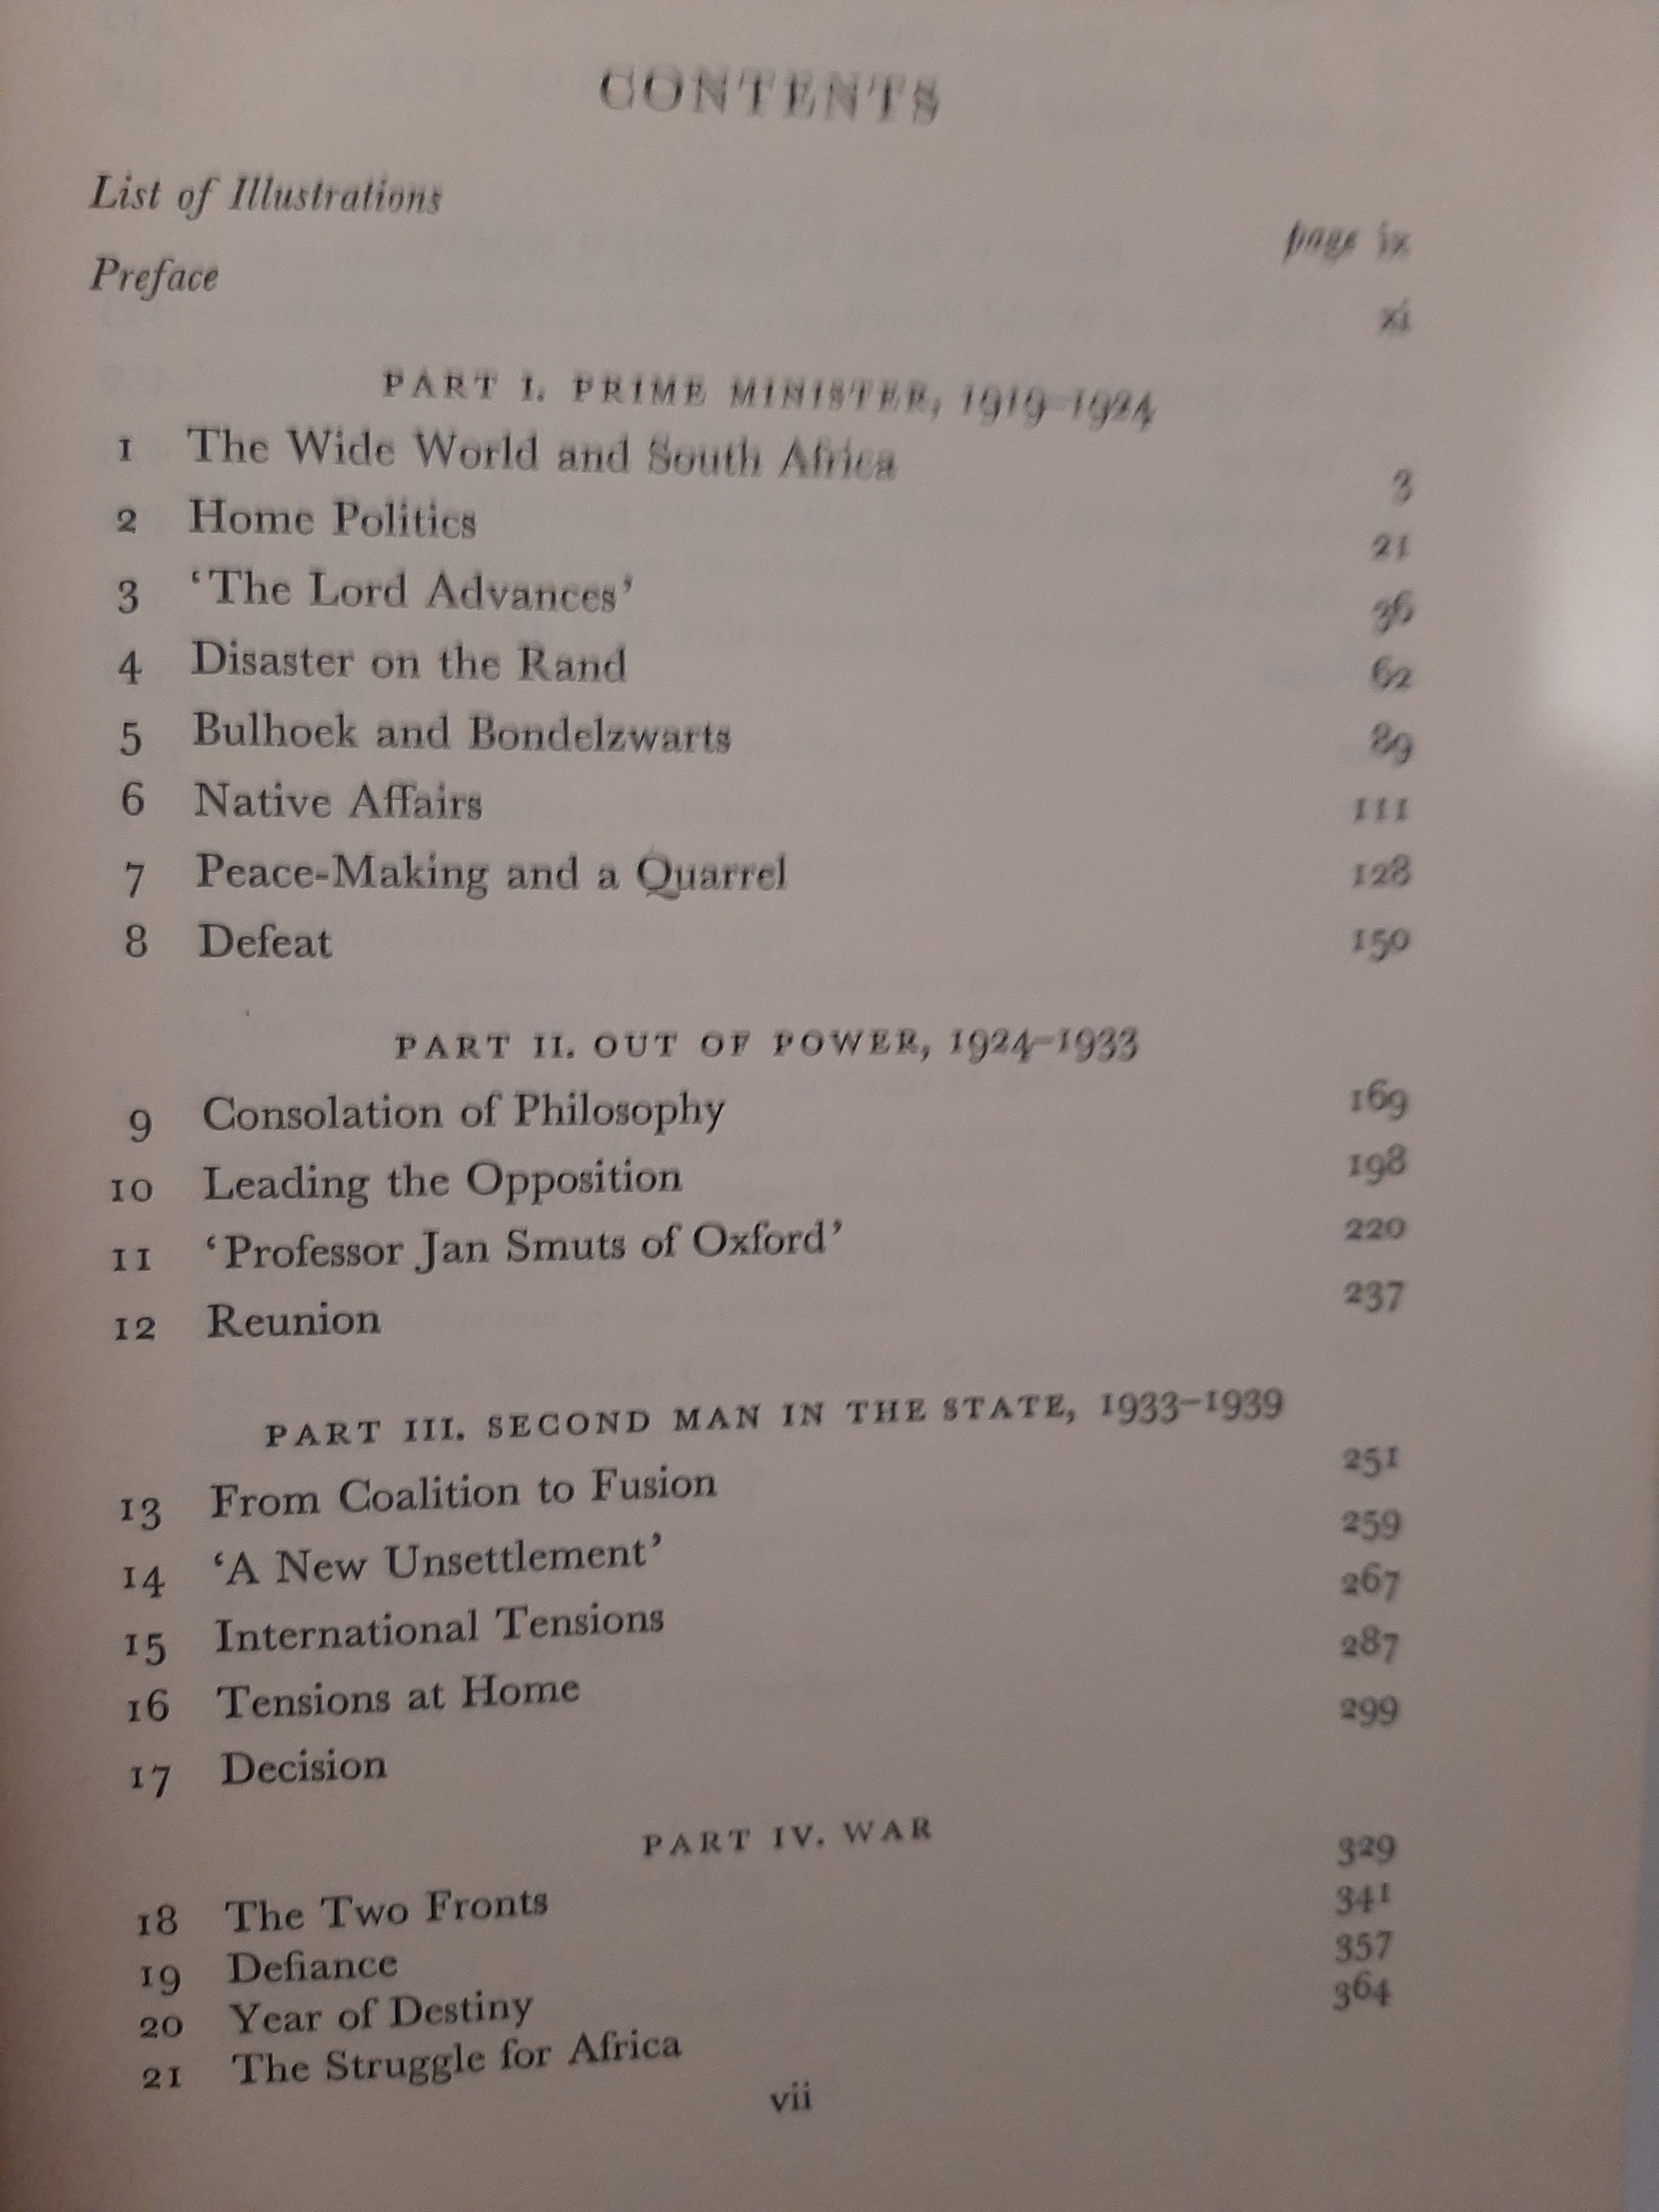 CONTENTS
List of Illustrations page ix
Preface xi
PART I. PRIME MINISTER, 1919–1924
1 The Wide World and South Africa 3
2 Home Politics 21
3 ‘The Lord Advances’ 36
4 Disaster on the Rand 62
5 Bulhoek and Bondelzwarts 89
6 Native Affairs 111
7 Peace-Making and a Quarrel 128
8 Defeat 150
PART II. OUT OF POWER, 1924–1933
9 Consolation of Philosophy 169
10 Leading the Opposition 198
11 ‘Professor Jan Smuts of Oxford’ 220
12 Reunion 237
PART III. SECOND MAN IN THE STATE, 1933–1939
13 From Coalition to Fusion 251
14 ‘A New Unsettlement’ 259
15 International Tensions 267
16 Tensions at Home 287
17 Decision 299
PART IV. WAR
18 The Two Fronts 329
19 Defiance 341
20 Year of Destiny 357
21 The Struggle for Africa 364
vii